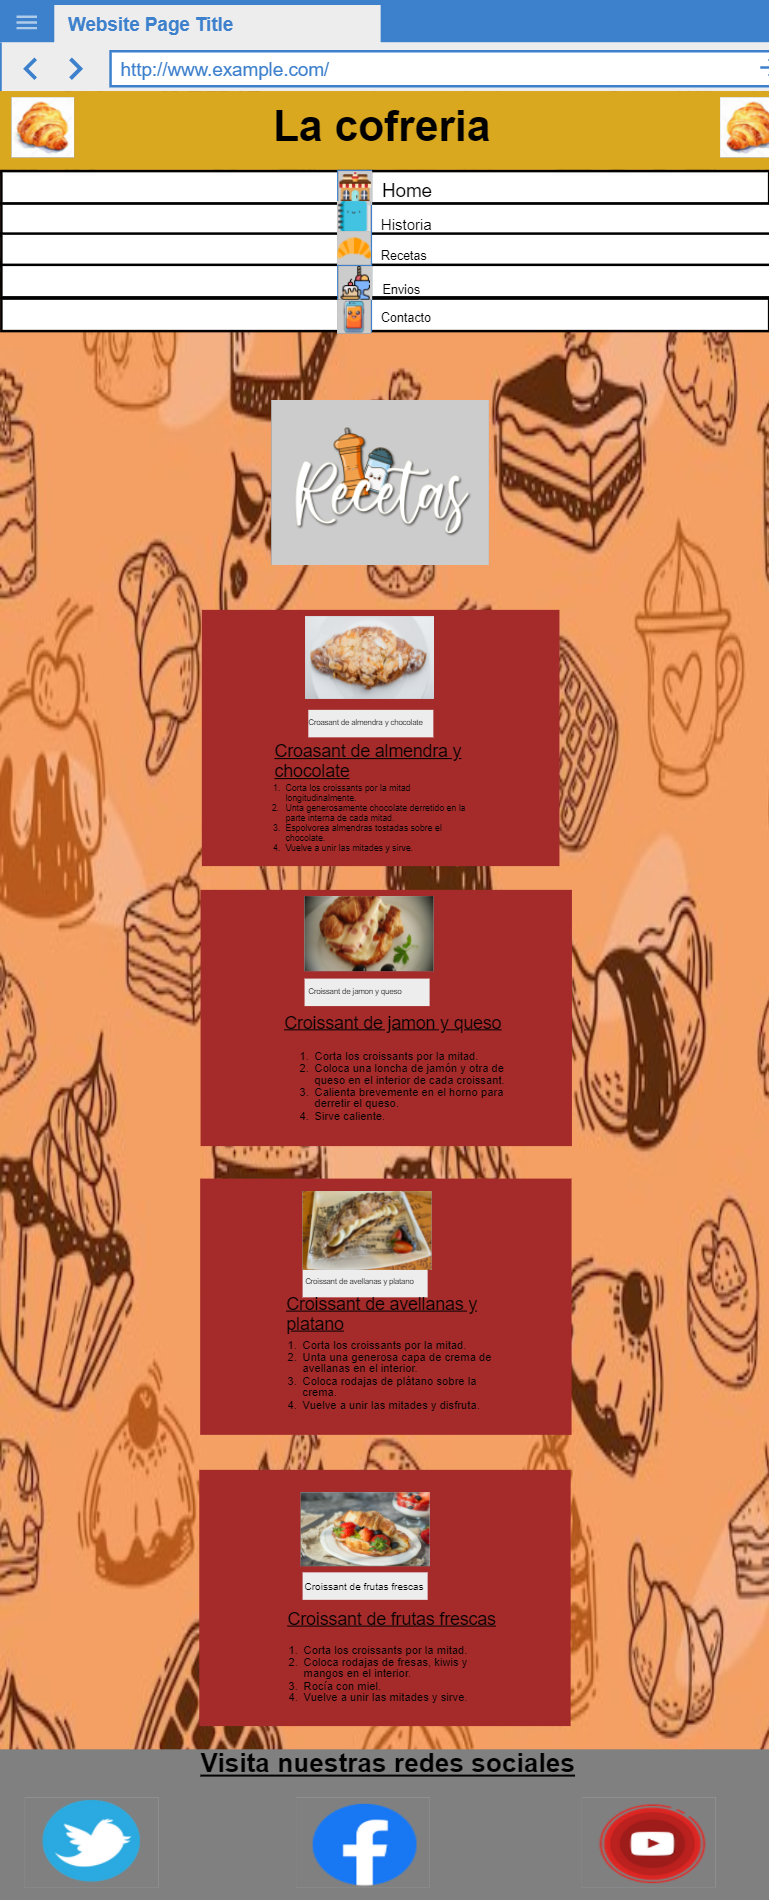 Website Page Title
http://www.example.com/
La cofreria
Home
Historia
Recetas
Envios
Contacto
Recetas
Croasant de almendra y chocolate
Croasant de almendra y
chocolate
1. Corta los croissants por la mitad
longitudinalmente.
2. Unta generosamente chocolate derretido en la
parte interna de cada mitad.
3. Espolvorea almendras tostadas sobre el
chocolate.
4. Vuelve a unir las mitades y sirve.
Croissant de jamon y queso
Croissant de jamon y queso
1. Corta los croissants por la mitad.
2. Coloca una loncha de jamón y otra de
queso en el interior de cada croissant.
3. Calienta brevemente en el horno para
derretir el queso.
4. Sirve caliente.
Croissant de avellanas y platano
Croissant de avellanas y
platano
1. Corta los croissants por la mitad.
2. Unta una generosa capa de crema de
avellanas en el interior.
3. Coloca rodajas de plátano sobre la
crema.
4. Vuelve a unir las mitades y disfruta.
Croissant de frutas frescas
Croissant de frutas frescas
1. Corta los croissants por la mitad.
2. Coloca rodajas de fresas, kiwis y
mangos en el interior.
3. Rocía con miel.
4. Vuelve a unir las mitades y sirve.
Visita nuestras redes sociales